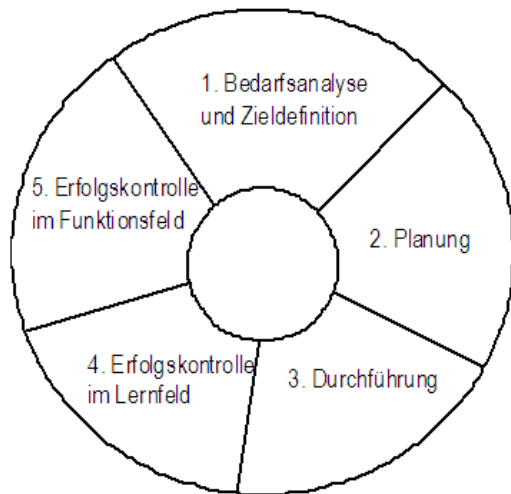 1. Bedarfsanalyse
und Zieldefinition
2. Planung
3. Durchführung
4. Erfolgskontrolle
im Lernfeld
5. Erfolgskontrolle
im Funktionsfeld